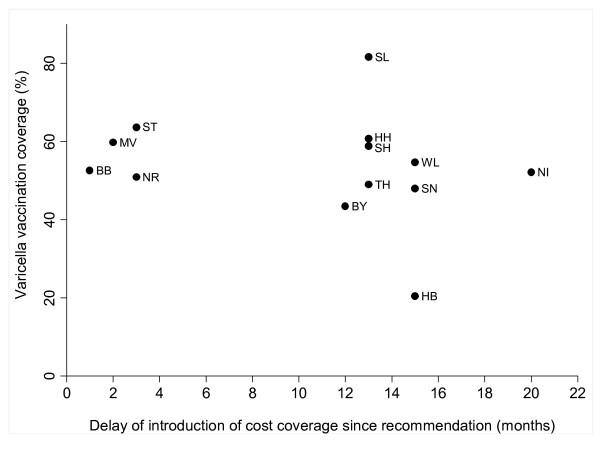 Varicella vaccination coverage (%)
80
60
40
20
0
SL
ST
MV
HH
SH
BB
NR
WL
NI
TH
SN
BY
HB
0 2 4 6 8 10 12 14 16 18 20 22
Delay of introduction of cost coverage since recommendation (months)